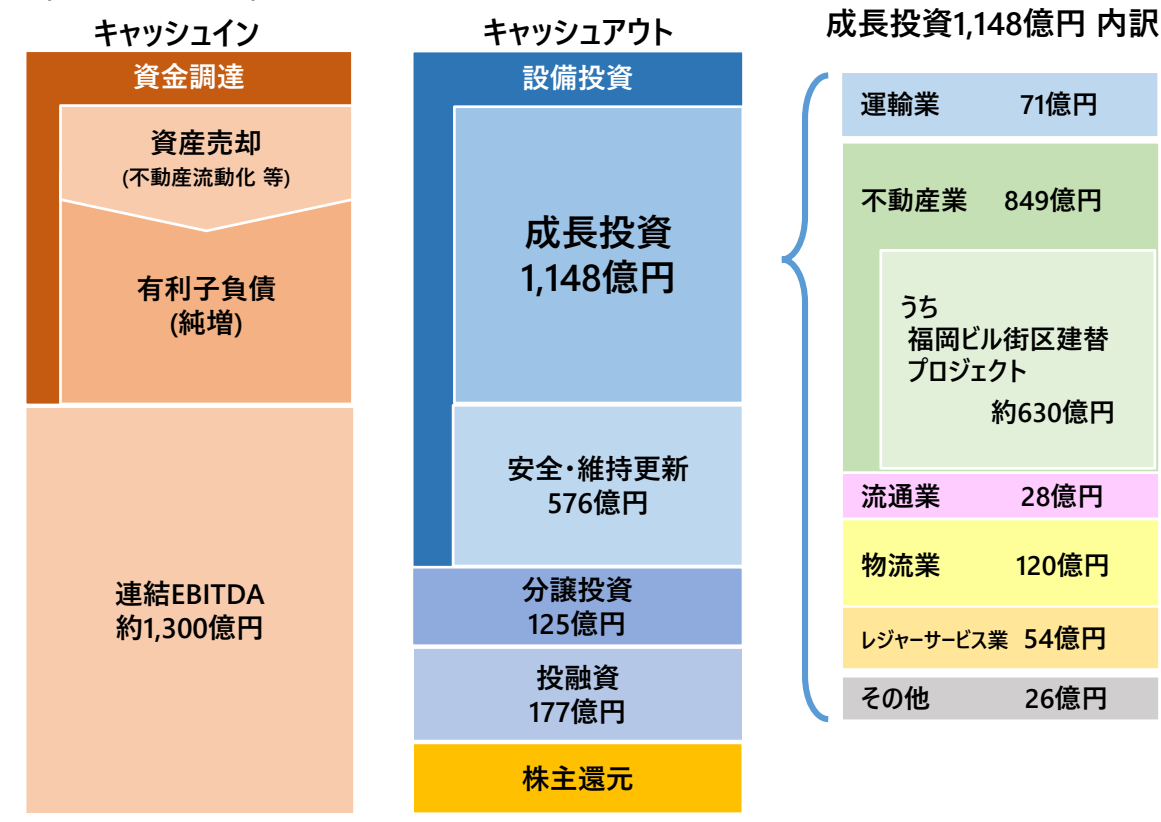 キャッシュイン
資金調達
資産売却
(不動産流動化 等)
有利子負債
(純増)
連結EBITDA
約1,300億円
キャッシュアウト
設備投資
成長投資
1,148億円
安全・維持更新
576億円
分譲投資
125億円
投融資
177億円
株主還元
成長投資1,148億円 内訳
運輸業 71億円
不動産業 849億円
うち
福岡ビル街区建替
プロジェクト
約630億円
流通業 28億円
物流業 120億円
レジャーサービス業 54億円
その他 26億円